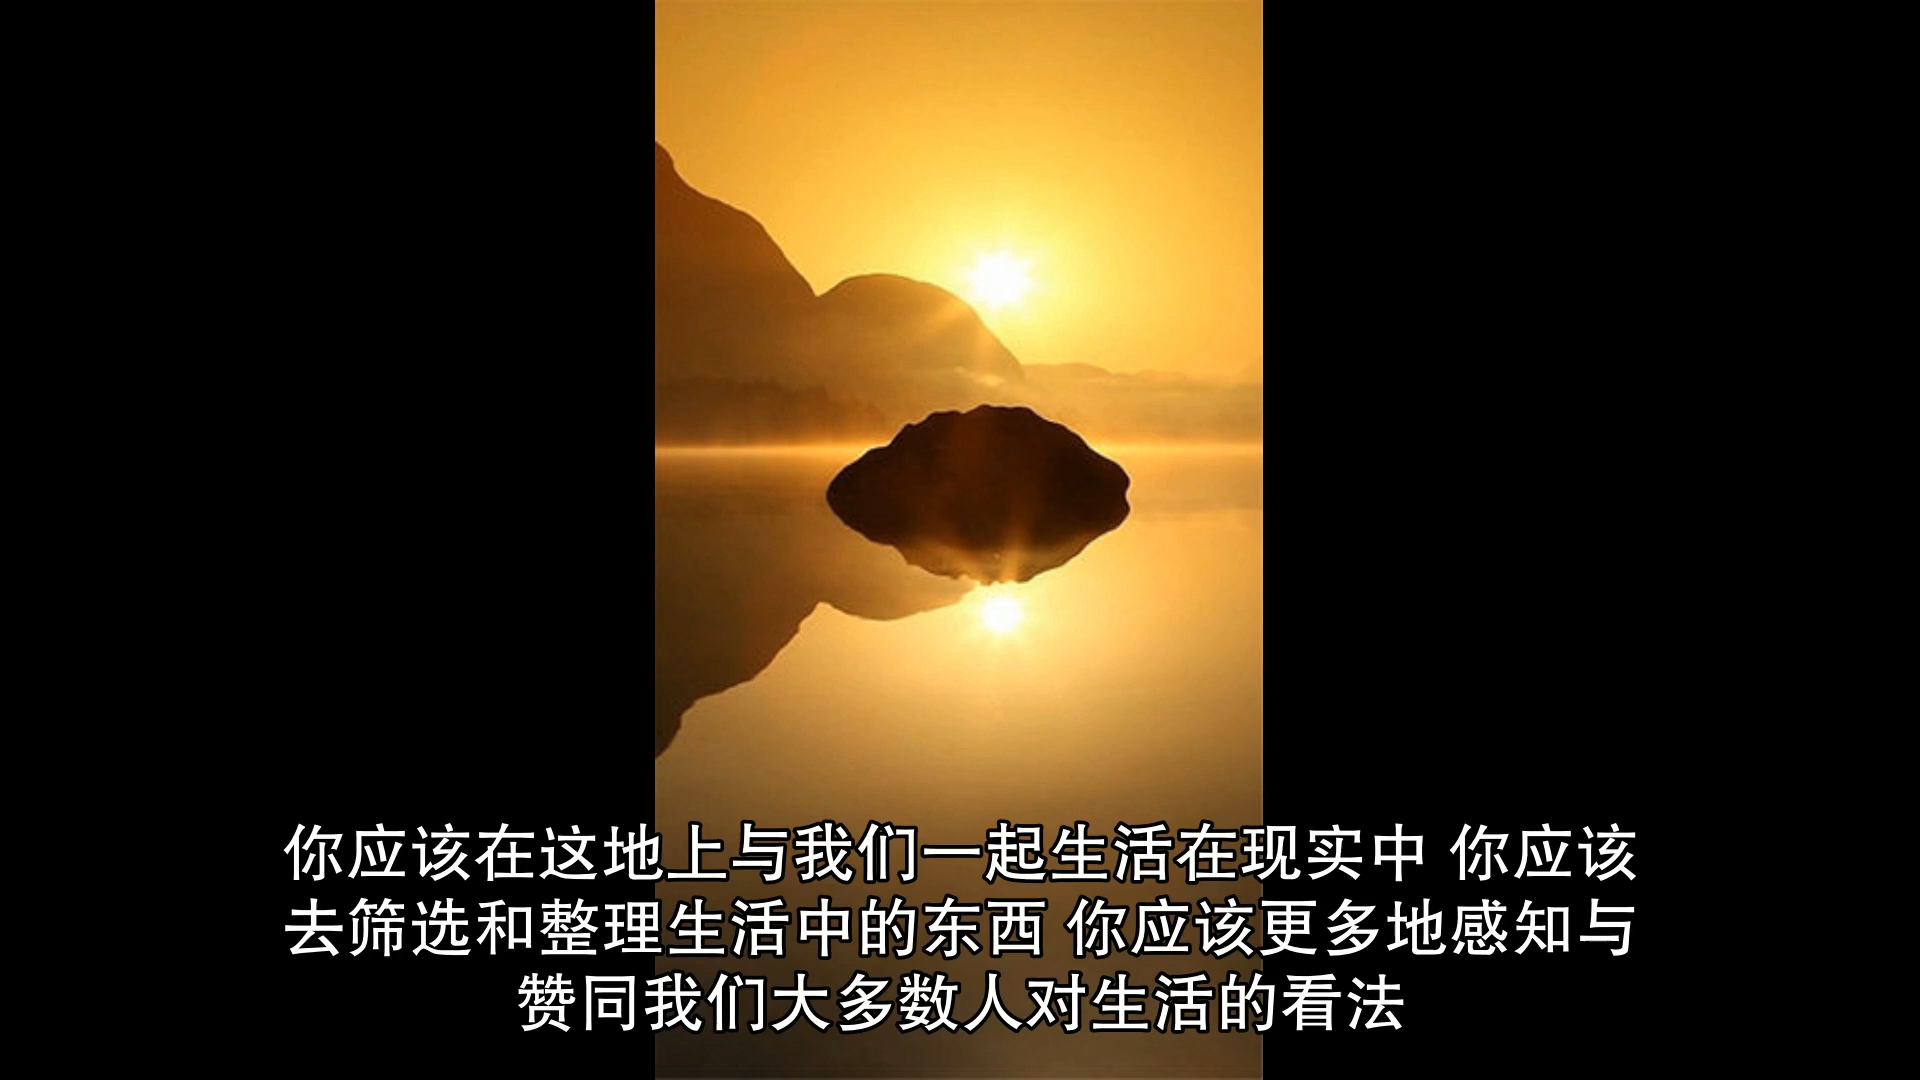 你应该在这地上与我们一起生活在现实中 你应该
去筛选和整理生活中的东西 你应该更多地感知与
赞同我们大多数人对生活的看法